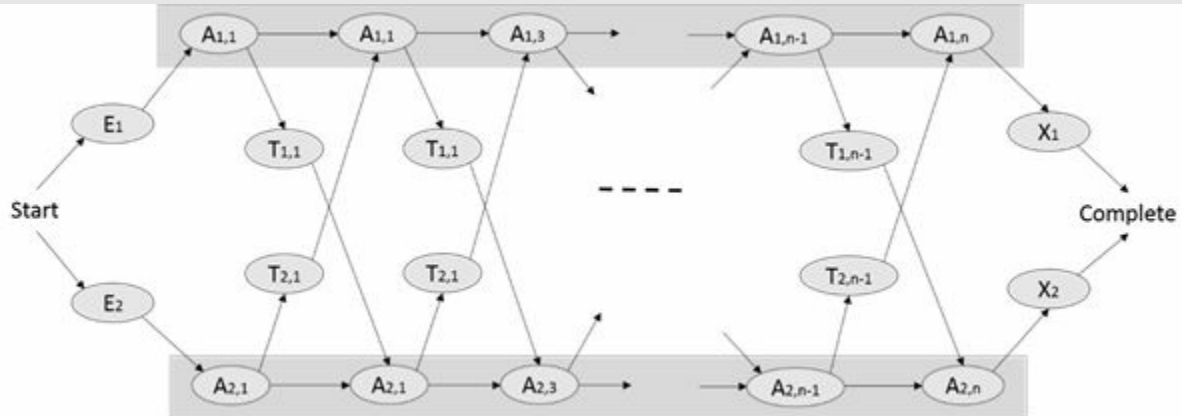 A1,1 A1,1 A1,3 A1,n-1 A1,n
E1 X1
T1,1 T1,1 T1,n-1
Start Complete
T2,1 T2,1 T2,n-1
E2 X2
A2,1 A2,1 A2,3 A2,n-1 A2,n